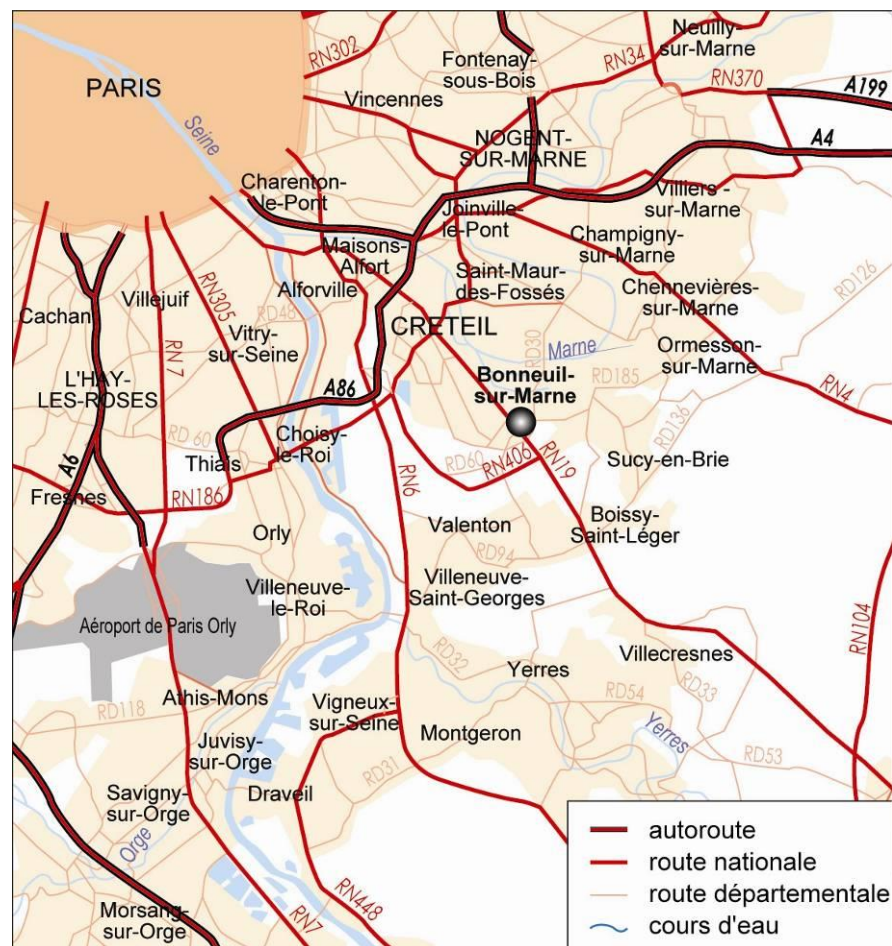 RN302
Neuilly-
sur-Marne
Fontenay-
sous-Bois
RN34
RN370
PARIS
A199
Vincennes
Seine
NOGENT-
SUR-MARNE
A4
Charenton-
le-Pont
Villiers -
sur-Marne
Joinville-
le-Pont
Champigny-
sur-Marne
Maisons-
Alfort
Saint-Maur-
des-Fossés
RD126
Alforville
Villejuif
RN305
Chennevières-
sur-Marne
Cachan
RD48
CRETEIL
RN7
Vitry-
sur-Seine
RD30
Marne
Ormesson-
sur-Marne
Bonneuil-
sur-Marne
RD185
L'HAY-
LES-ROSES
A86
RN4
RD136
RD 60
Choisy-
le-Roi
A6
Thiais
RD60
RN406
RN19
Sucy-en-Brie
Fresnes
RN186
RN6
Orly
Valenton
Boissy-
Saint-Léger
RD94
Villeneuve-
le-Roi
Villeneuve-
Saint-Georges
Aéroport de Paris Orly
RN104
RD32
Villecresnes
Yerres
Athis-Mons
RD33
RD54
Vigneux-
sur-Seine
RD118
Montgeron
Yerres
Juvisy-
sur-Orge
RD53
RD31
Savigny-
sur-Orge
Draveil
Orge
autoroute
route nationale
route départementale
cours d'eau
RN448
Morsang-
sur-Orge
RN7